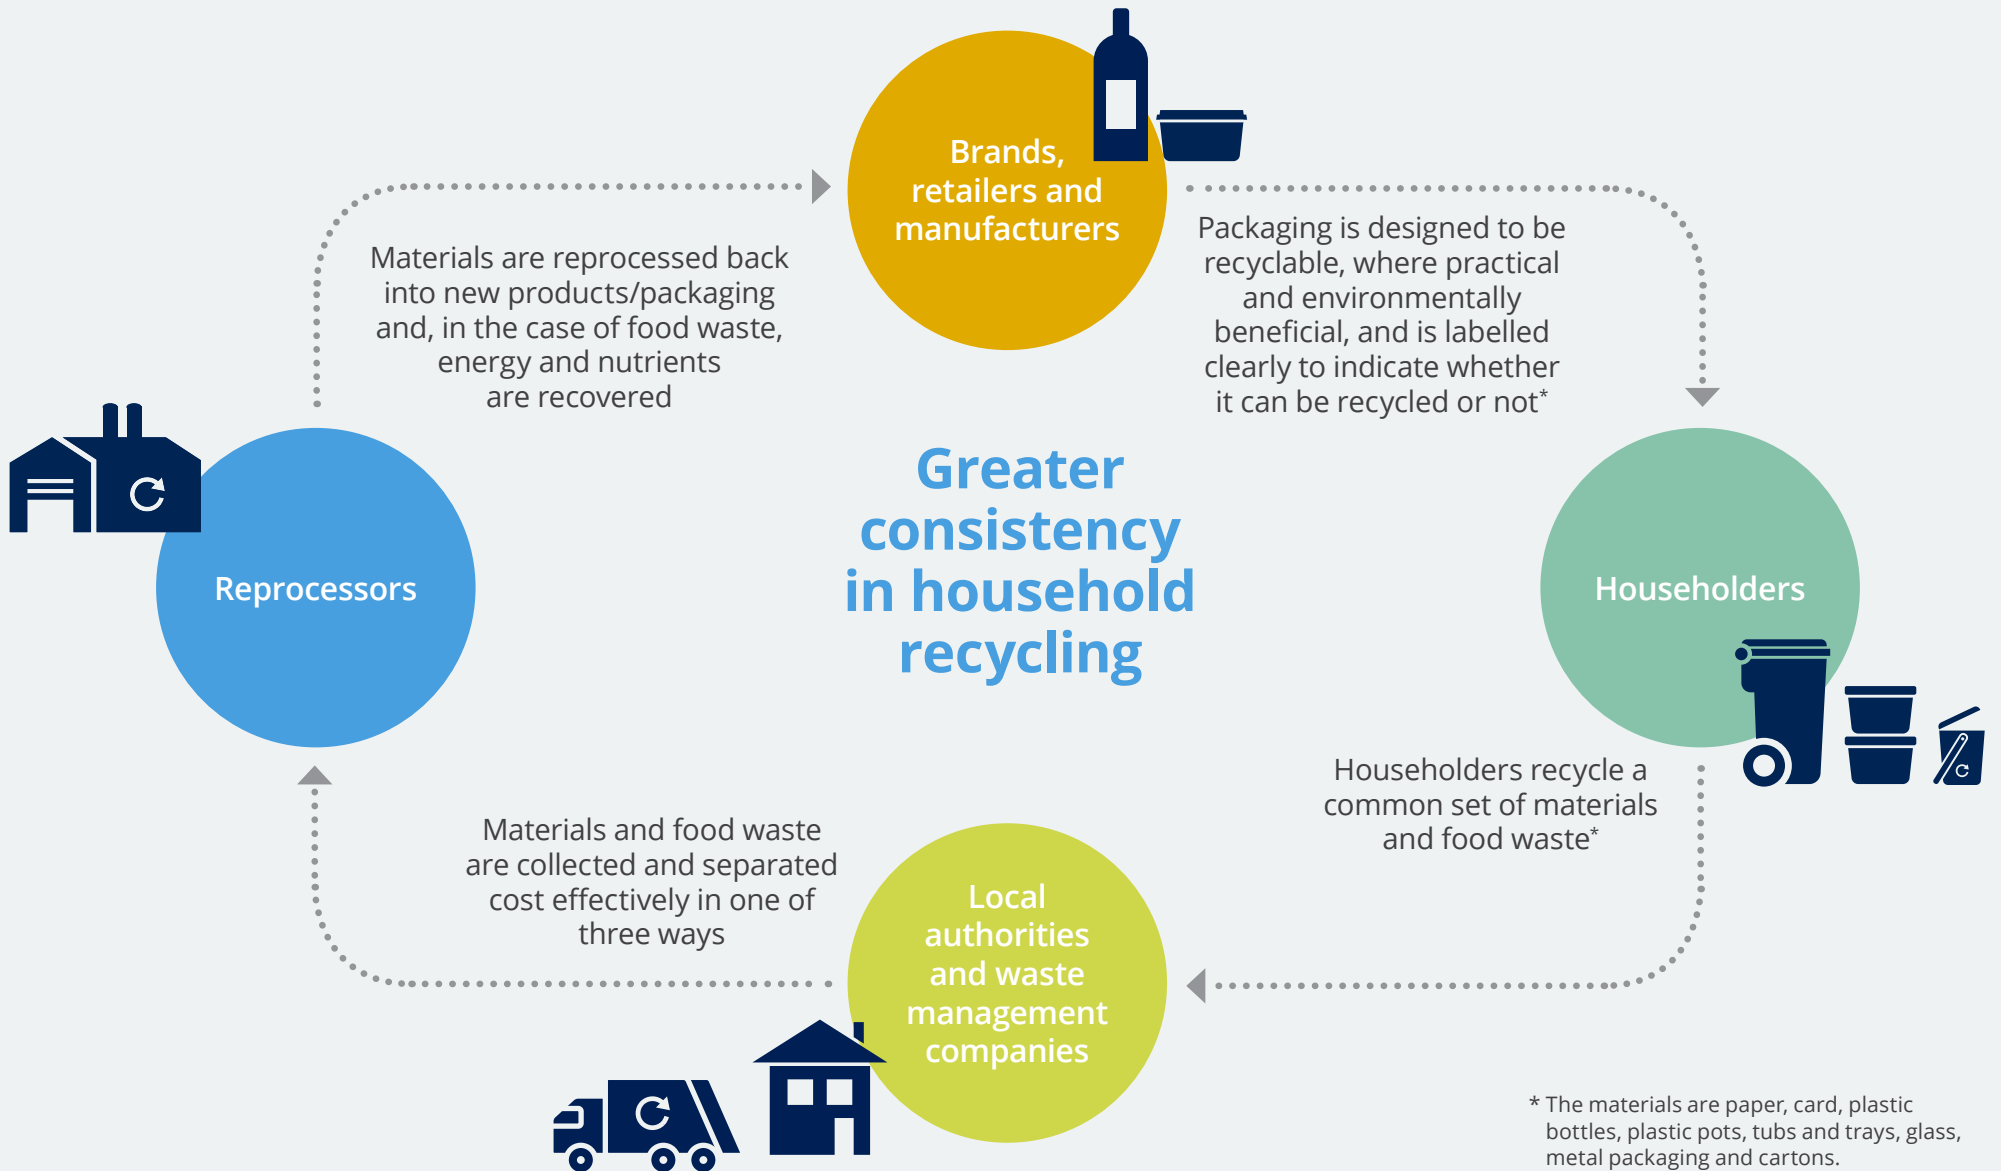 Brands,
retailers and
manufacturers
Packaging is designed to be
recyclable, where practical
and environmentally
beneficial, and is labelled
clearly to indicate whether
it can be recycled or not*
Householders
Householders recycle a
common set of materials
and food waste*
Local
authorities
and waste
management
companies
Materials and food waste
are collected and separated
cost effectively in one of
three ways
Reprocessors
Materials are reprocessed back
into new products/packaging
and, in the case of food waste,
energy and nutrients
are recovered
Greater
consistency
in household
recycling
* The materials are paper, card, plastic
bottles, plastic pots, tubs and trays, glass,
metal packaging and cartons.